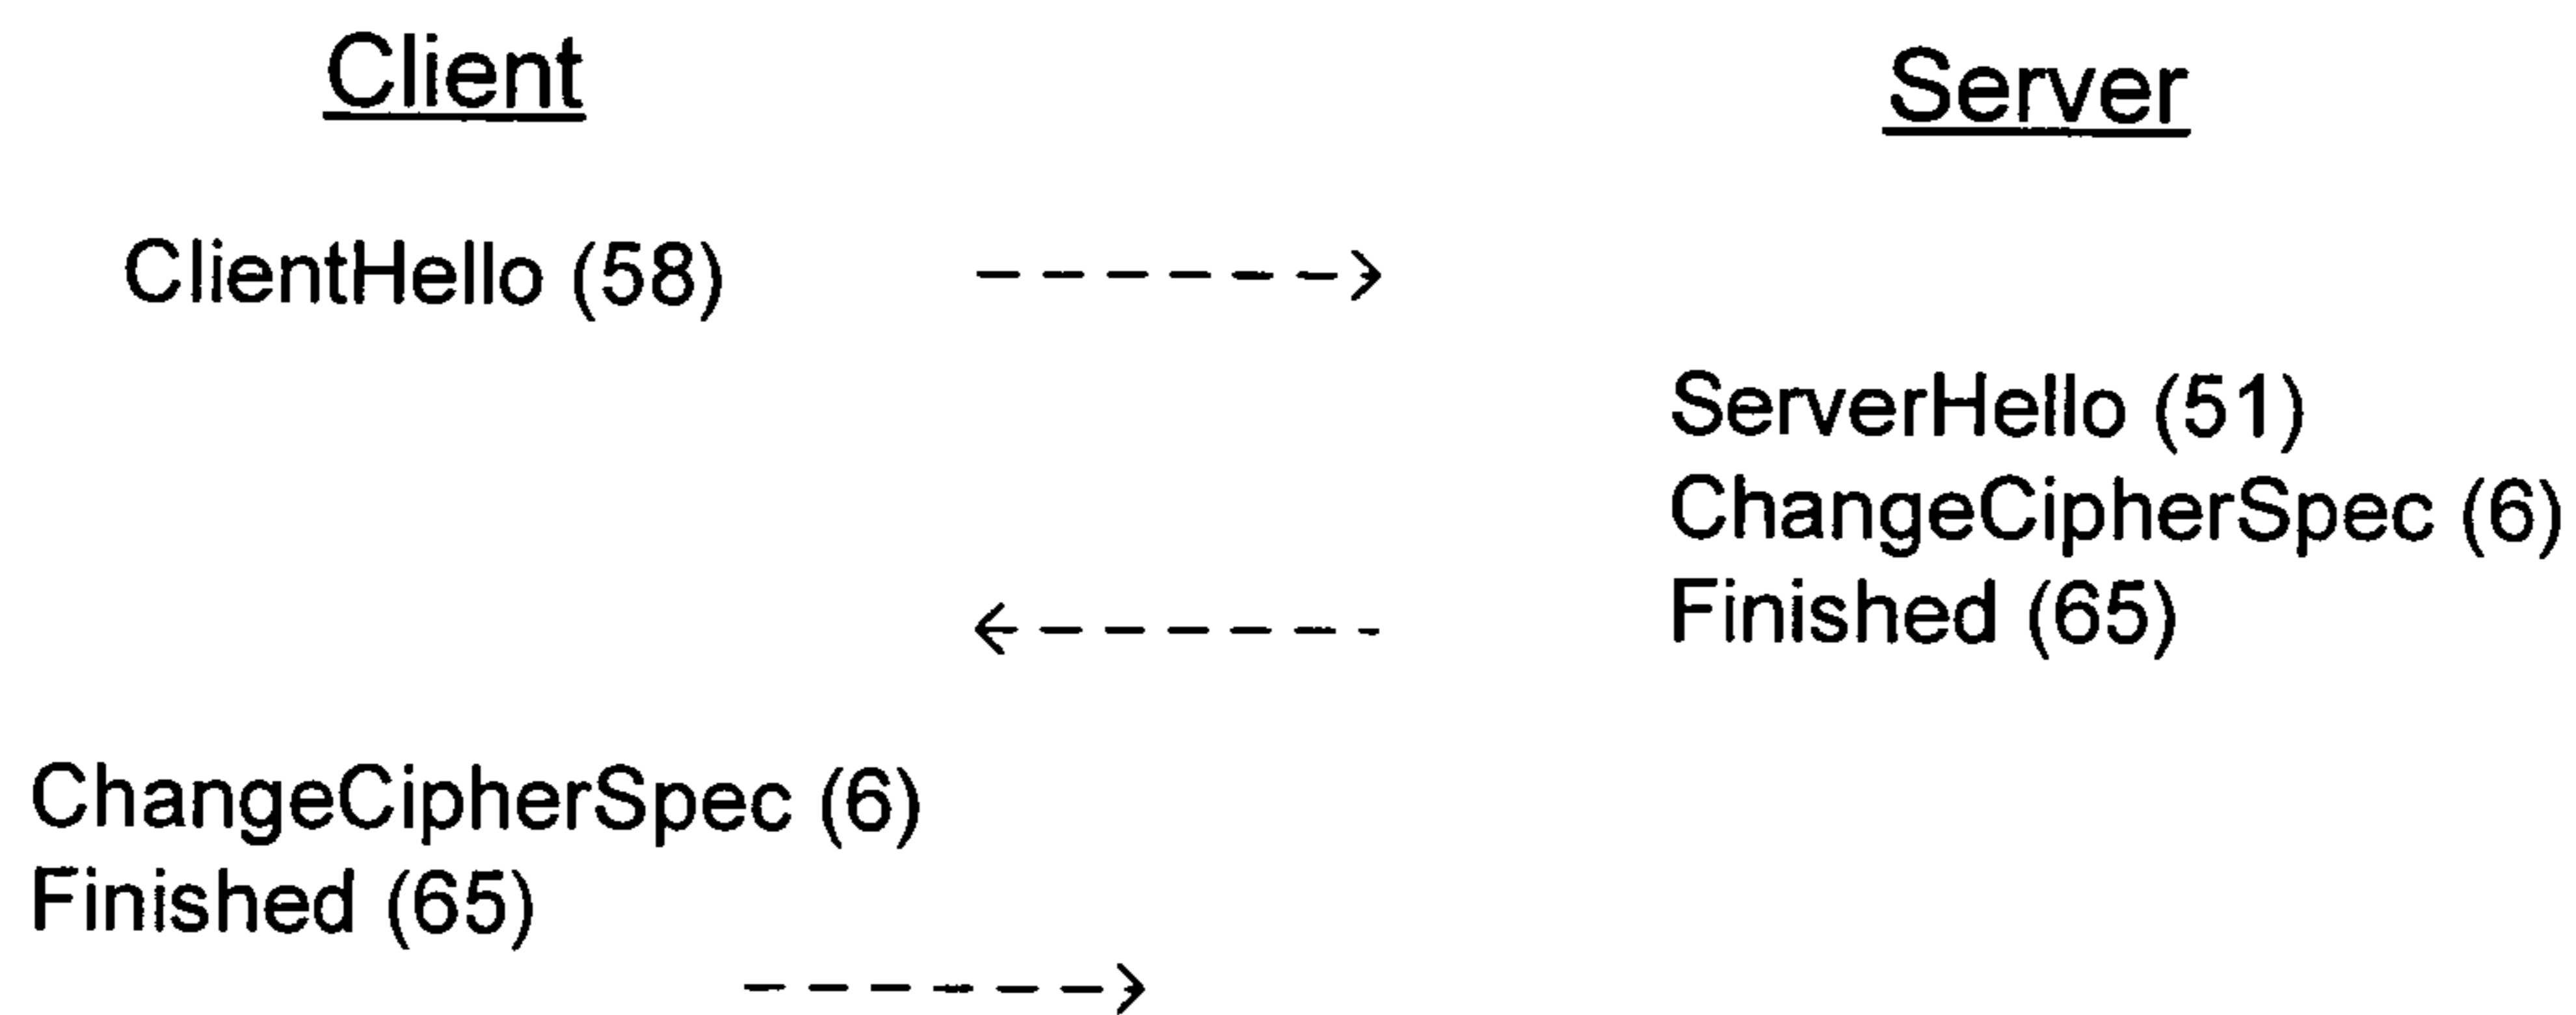 Client
Server
ClientHello (58)
ServerHello (51)
ChangeCipherSpec (6)
Finished (65)
ChangeCipherSpec (6)
Finished (65)